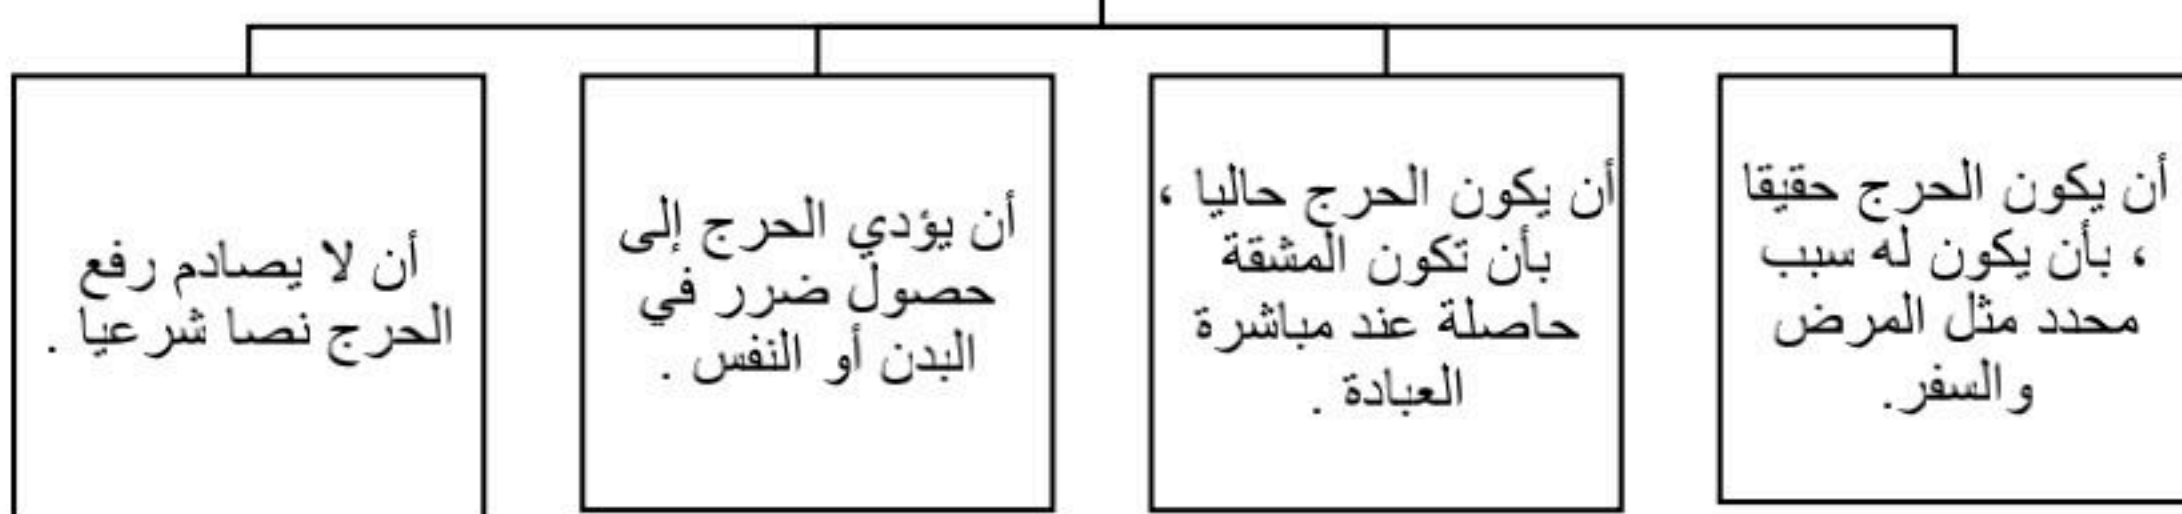 أن يكون الحرج حقيقا
، بأن يكون له سبب
محدد مثل المرض
والسفر.
أن يكون الحرج حاليا ،
بأن تكون المشقة
حاصلة عند مباشرة
العبادة .
أن يؤدي الحرج إلى
حصول ضرر في
البدن أو النفس .
أن لا يصادم رفع
الحرج نصا شرعيا .